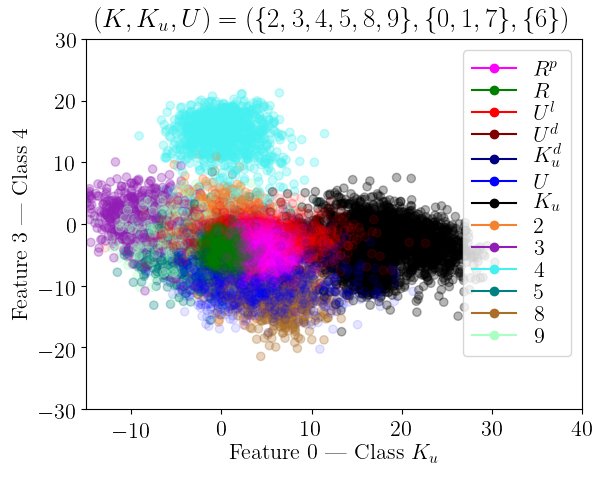 (K, K_u, U) = ({2, 3, 4, 5, 8, 9}, {0, 1, 7}, {6})
30
20
10
0
−10
−20
−30
Feature 3 — Class 4
R^p
R
U^l
U^d
K_u^d
U
K_u
2
3
4
5
8
9
−10 0 10 20 30 40
Feature 0 — Class K_u